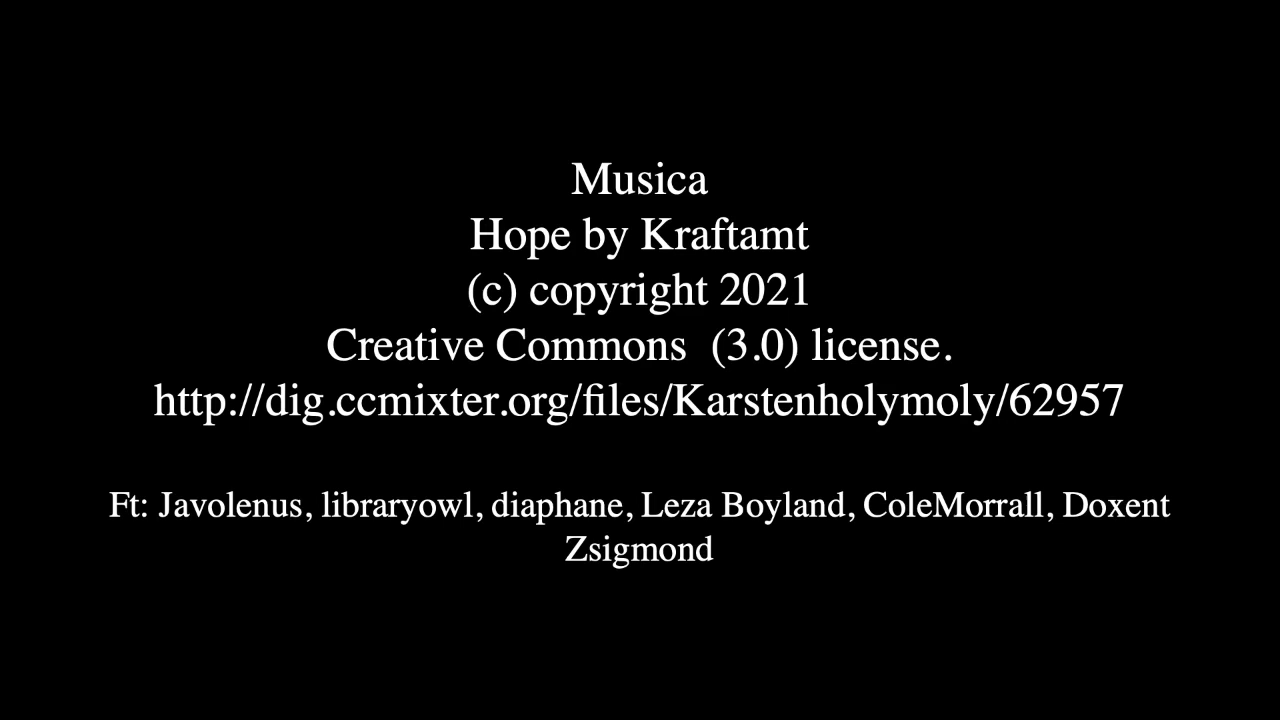 Musica
Hope by Kraftamt
(c) copyright 2021
Creative Commons  (3.0) license.
http://dig.ccmixter.org/files/Karstenholymoly/62957
Ft: Javolenus, libraryowl, diaphane, Leza Boyland, ColeMorrall, Doxent
Zsigmond